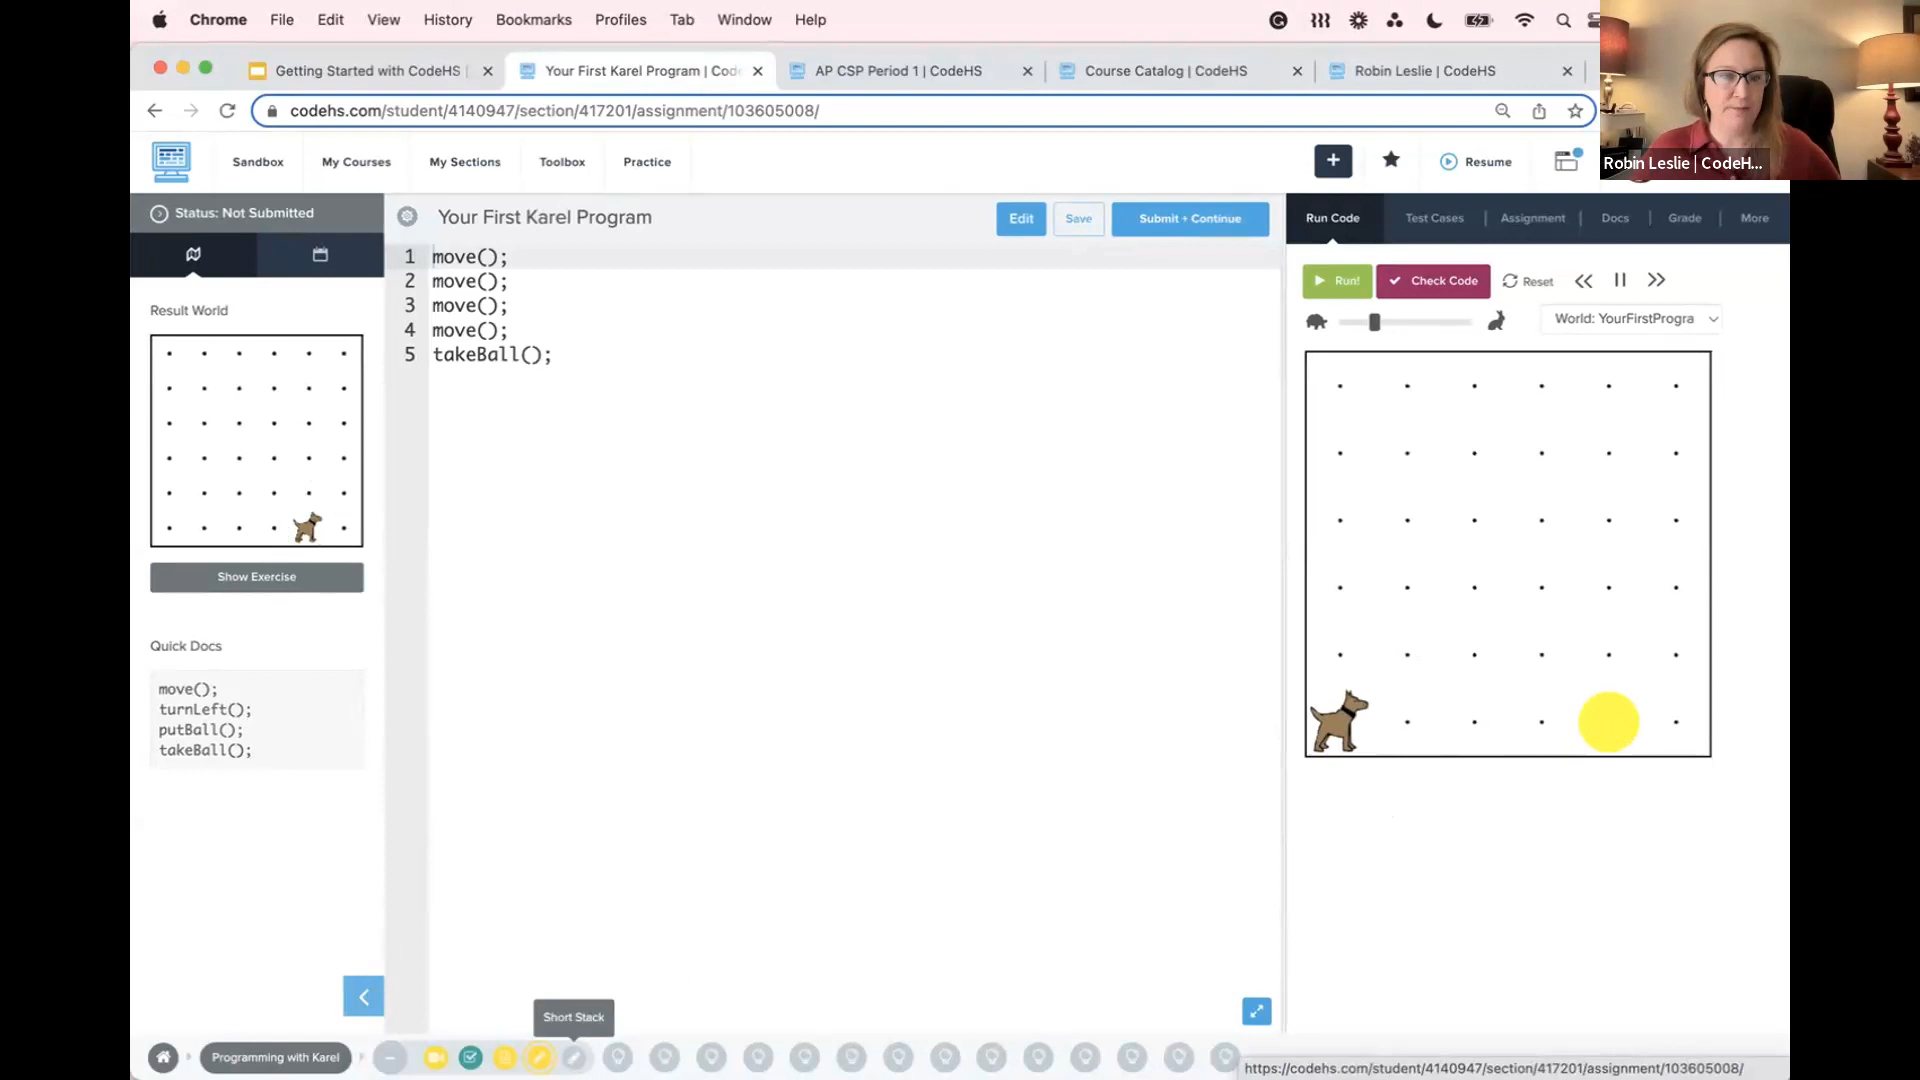 Chrome File Edit View History Bookmarks Profiles Tab Window Help
Getting Started with CodeHS |
Your First Karel Program | Code
AP CSP Period 1 | CodeHS
Course Catalog | CodeHS
Robin Leslie | CodeHS
codehs.com/student/4140947/section/417201/assignment/103605008/
Robin Leslie | CodeH...
Sandbox My Courses My Sections Toolbox Practice
Resume
Status: Not Submitted
Your First Karel Program
Edit Save Submit + Continue
Run Code Test Cases Assignment Docs Grade More
1 move();
2 move();
3 move();
4 move();
5 takeBall();
Run! Check Code Reset
World: YourFirstProgra
Result World
Show Exercise
Quick Docs
move();
turnLeft();
putBall();
takeBall();
Short Stack
Programming with Karel
https://codehs.com/student/4140947/section/417201/assignment/103605008/